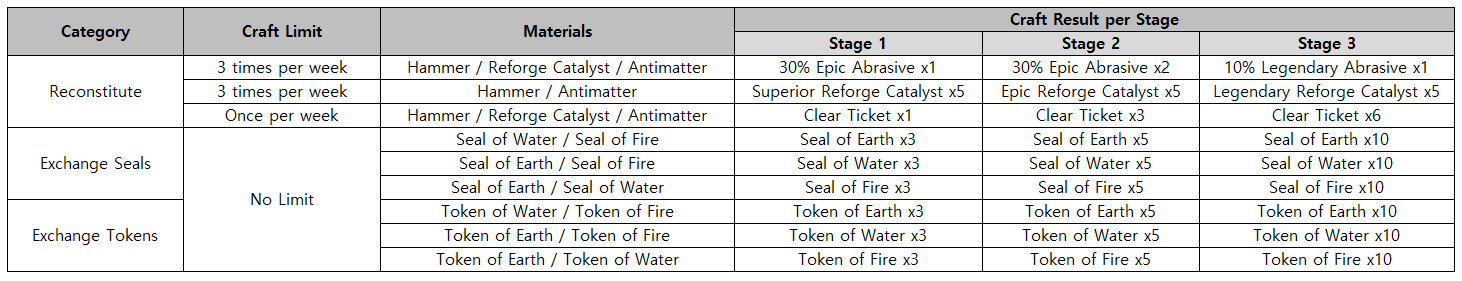 Category Craft Limit Materials Craft Result per Stage
Stage 1 Stage 2 Stage 3
Reconstitute 3 times per week Hammer / Reforge Catalyst / Antimatter 30% Epic Abrasive x1 30% Epic Abrasive x2 10% Legendary Abrasive x1
3 times per week Hammer / Antimatter Superior Reforge Catalyst x5 Epic Reforge Catalyst x5 Legendary Reforge Catalyst x5
Once per week Hammer / Reforge Catalyst / Antimatter Clear Ticket x1 Clear Ticket x3 Clear Ticket x6
Exchange Seals No Limit Seal of Water / Seal of Fire Seal of Earth x3 Seal of Earth x5 Seal of Earth x10
Seal of Earth / Seal of Fire Seal of Water x3 Seal of Water x5 Seal of Water x10
Seal of Earth / Seal of Water Seal of Fire x3 Seal of Fire x5 Seal of Fire x10
Exchange Tokens Token of Water / Token of Fire Token of Earth x3 Token of Earth x5 Token of Earth x10
Token of Earth / Token of Fire Token of Water x3 Token of Water x5 Token of Water x10
Token of Earth / Token of Water Token of Fire x3 Token of Fire x5 Token of Fire x10